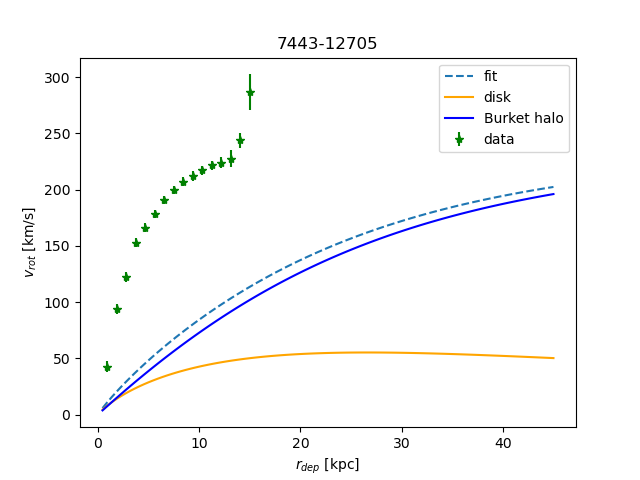 7443-12705
300
250
200
150
100
50
0
v_rot [km/s]
0 10 20 30 40
r_dep [kpc]
fit
disk
Burket halo
data